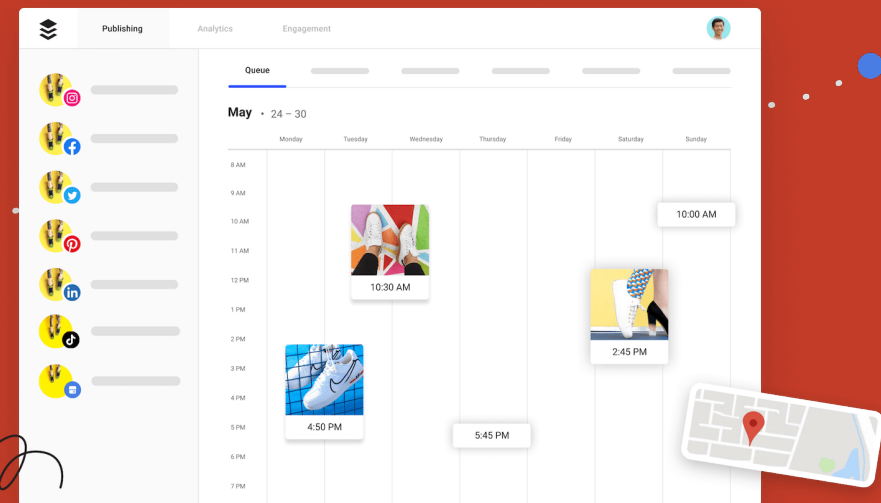 Publishing
Analytics
Engagement
Queue
May • 24 – 30
Monday Tuesday Wednesday Thursday Friday Saturday Sunday
8 AM
9 AM
10 AM
11 AM
12 PM
1 PM
2 PM
3 PM
4 PM
5 PM
6 PM
7 PM
10:30 AM
4:50 PM
5:45 PM
2:45 PM
10:00 AM
in